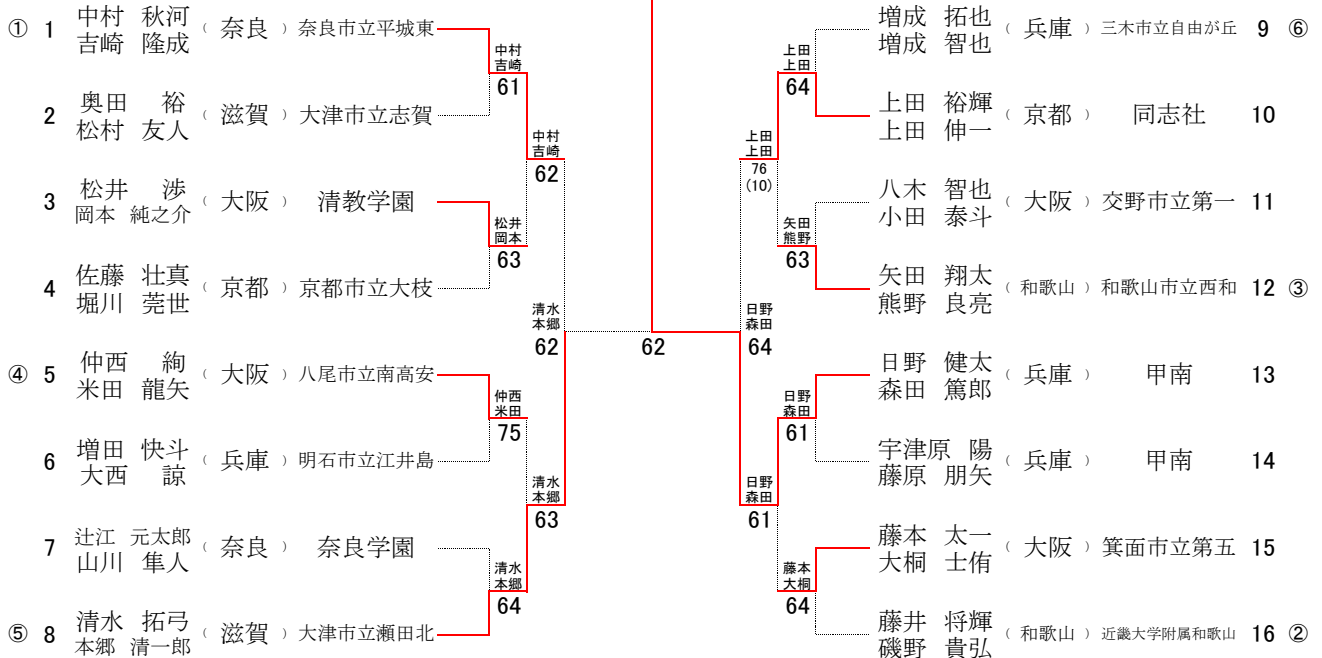 ① 1 中村 秋河 吉崎 隆成 （ 奈良 ） 奈良市立平城東
2 奥田 裕 松村 友人 （ 滋賀 ） 大津市立志賀
3 松井 渉 岡本 純之介 （ 大阪 ） 清教学園
4 佐藤 壮真 堀川 莞世 （ 京都 ） 京都市立大枝
④ 5 仲西 絢 米田 龍矢 （ 大阪 ） 八尾市立南高安
6 増田 快斗 大西 諒 （ 兵庫 ） 明石市立江井島
7 辻江 元太郎 山川 隼人 （ 奈良 ） 奈良学園
⑤ 8 清水 拓弓 本郷 清一郎 （ 滋賀 ） 大津市立瀬田北
中村
吉崎
61
松井
岡本
63
仲西
米田
75
清水
本郷
64
中村
吉崎
62
清水
本郷
63
清水
本郷
62
62
日野
森田
64
上田
上田
76
(10)
日野
森田
61
上田
上田
64
矢田
熊野
63
日野
森田
61
藤本
大桐
64
増成 拓也 増成 智也 （ 兵庫 ） 三木市立自由が丘 9 ⑥
上田 裕輝 上田 伸一 （ 京都 ） 同志社 10
八木 智也 小田 泰斗 （ 大阪 ） 交野市立第一 11
矢田 翔太 熊野 良亮 （ 和歌山 ） 和歌山市立西和 12 ③
日野 健太 森田 篤郎 （ 兵庫 ） 甲南 13
宇津原 陽 藤原 朋矢 （ 兵庫 ） 甲南 14
藤本 太一 大桐 士侑 （ 大阪 ） 箕面市立第五 15
藤井 将輝 磯野 貴弘 （ 和歌山 ） 近畿大学附属和歌山 16 ②